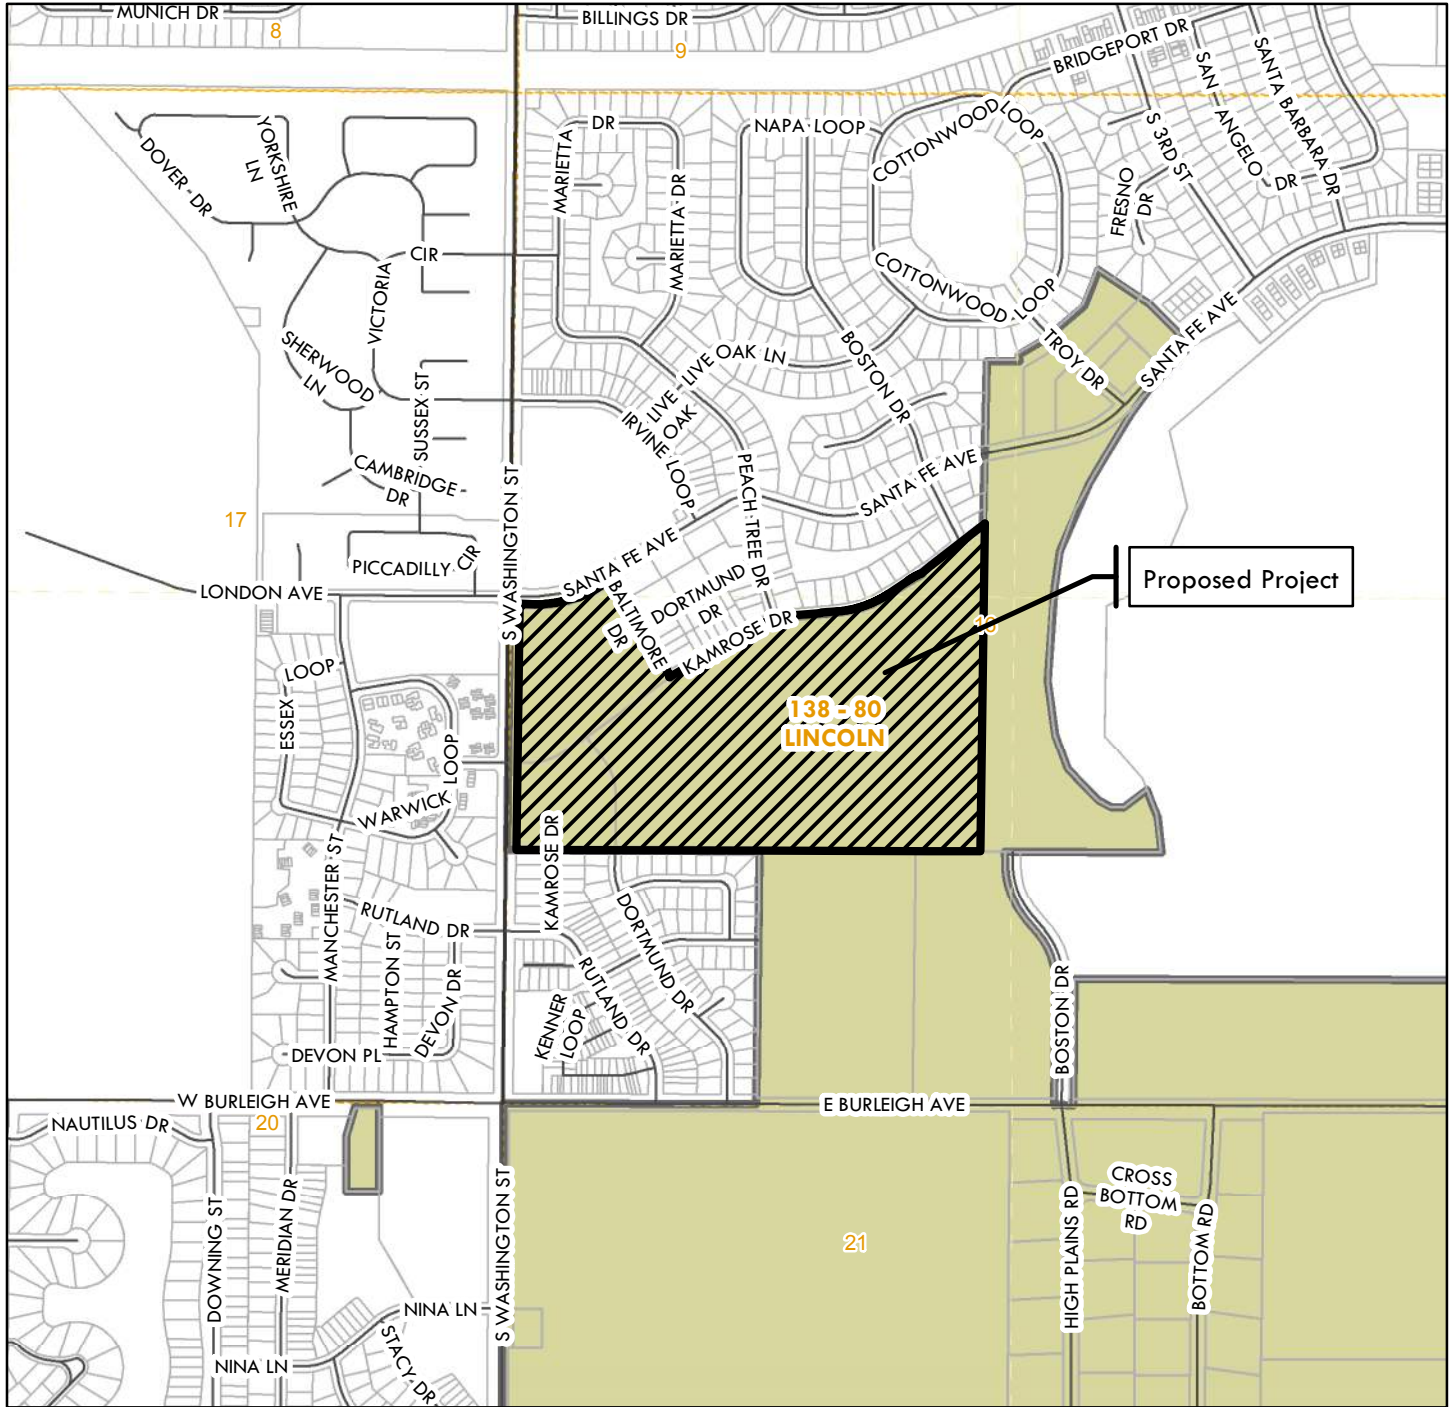 MUNICH DR
8
BILLINGS DR
9
BRIDGEPORT DR
SAN ANGELO
DR
SANTA BARBARA DR
S 3RD ST
FRESNO
DR
YORKSHIRE
LN
DOVER DR
MARIETTA
DR
MARIETTA DR
NAPA LOOP
COTTONWOOD
LOOP
COTTONWOOD
LOOP
CIR
VICTORIA
SHERWOOD
LN
SUSSEX ST
CAMBRIDGE
DR
LIVE OAK LN
LIVE
OAK
IRVINE LOOP
BOSTON DR
TROY DR
SANTA FE AVE
PEACH TREE DR
SANTA FE AVE
S WASHINGTON ST
17
PICCADILLY CIR
LONDON AVE
SANTA FE AVE
BALTIMORE
DR
DORTMUND
DR
KAMROSE DR
Proposed Project
138 - 80
LINCOLN
ESSEX
LOOP
WARWICK
LOOP
MANCHESTER ST
KAMROSE DR
RUTLAND DR
HAMPTON ST
DEVON DR
DEVON PL
DORTMUND DR
RUTLAND DR
KENNER
LOOP
BOSTON DR
W BURLEIGH AVE
E BURLEIGH AVE
NAUTILUS DR
20
DOWNING ST
MERIDIAN DR
NINA LN
NINA LN
STACY DR
S WASHINGTON ST
21
HIGH PLAINS RD
CROSS
BOTTOM
RD
BOTTOM RD